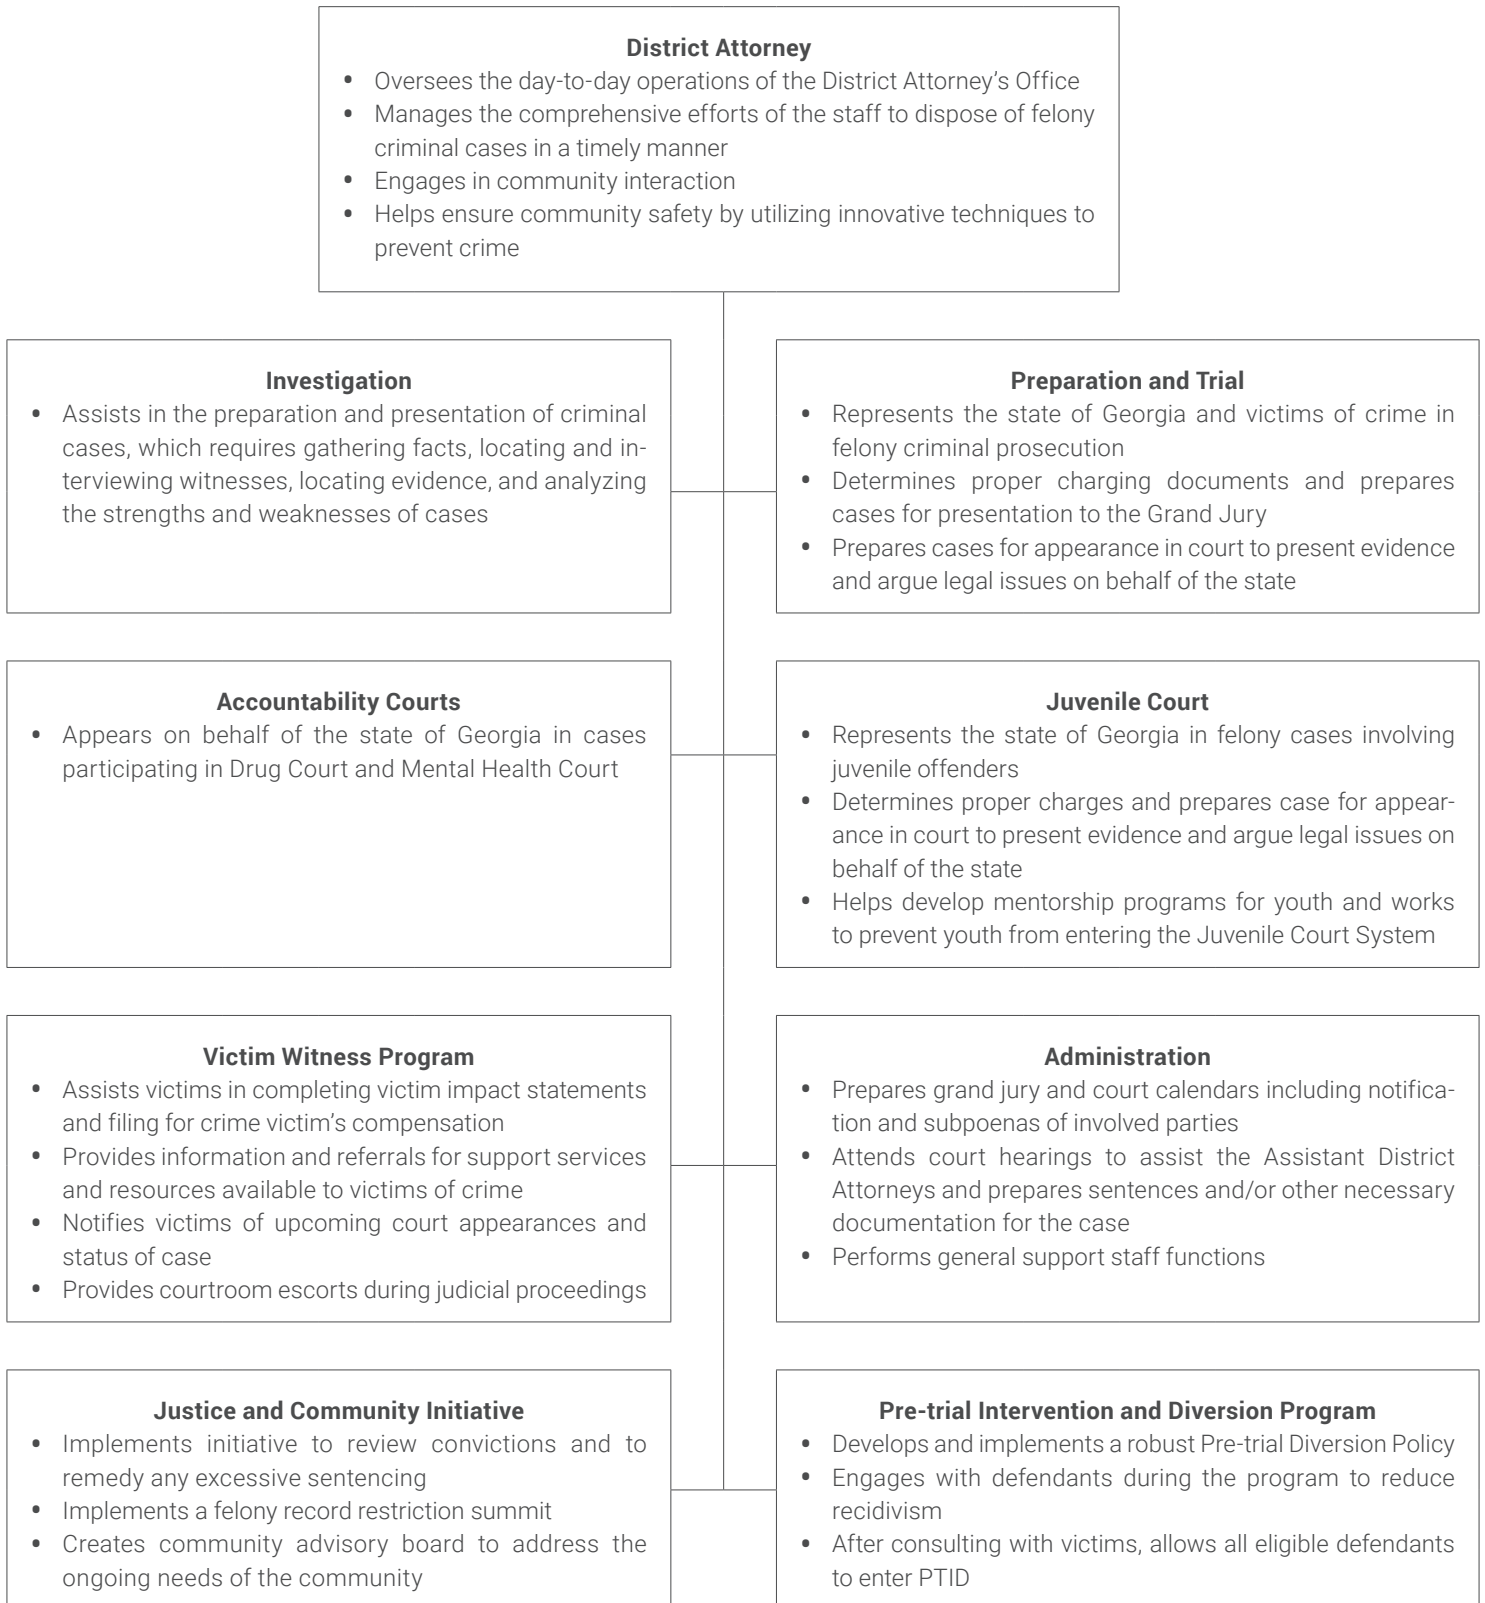 District Attorney
• Oversees the day-to-day operations of the District Attorney's Office
• Manages the comprehensive efforts of the staff to dispose of felony
criminal cases in a timely manner
• Engages in community interaction
• Helps ensure community safety by utilizing innovative techniques to
prevent crime
Investigation
• Assists in the preparation and presentation of criminal
cases, which requires gathering facts, locating and in-
terviewing witnesses, locating evidence, and analyzing
the strengths and weaknesses of cases
Preparation and Trial
• Represents the state of Georgia and victims of crime in
felony criminal prosecution
• Determines proper charging documents and prepares
cases for presentation to the Grand Jury
• Prepares cases for appearance in court to present evidence
and argue legal issues on behalf of the state
Accountability Courts
• Appears on behalf of the state of Georgia in cases
participating in Drug Court and Mental Health Court
Juvenile Court
• Represents the state of Georgia in felony cases involving
juvenile offenders
• Determines proper charges and prepares case for appear-
ance in court to present evidence and argue legal issues on
behalf of the state
• Helps develop mentorship programs for youth and works
to prevent youth from entering the Juvenile Court System
Victim Witness Program
• Assists victims in completing victim impact statements
and filing for crime victim's compensation
• Provides information and referrals for support services
and resources available to victims of crime
• Notifies victims of upcoming court appearances and
status of case
• Provides courtroom escorts during judicial proceedings
Administration
• Prepares grand jury and court calendars including notifica-
tion and subpoenas of involved parties
• Attends court hearings to assist the Assistant District
Attorneys and prepares sentences and/or other necessary
documentation for the case
• Performs general support staff functions
Justice and Community Initiative
• Implements initiative to review convictions and to
remedy any excessive sentencing
• Implements a felony record restriction summit
• Creates community advisory board to address the
ongoing needs of the community
Pre-trial Intervention and Diversion Program
• Develops and implements a robust Pre-trial Diversion Policy
• Engages with defendants during the program to reduce
recidivism
• After consulting with victims, allows all eligible defendants
to enter PTID